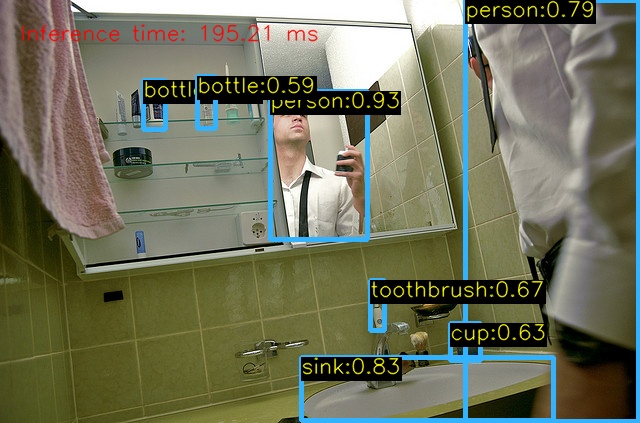 person:0.79
Inference time: 195.21 ms
bottl
bottle:0.59
person:0.93
toothbrush:0.67
cup:0.63
sink:0.83